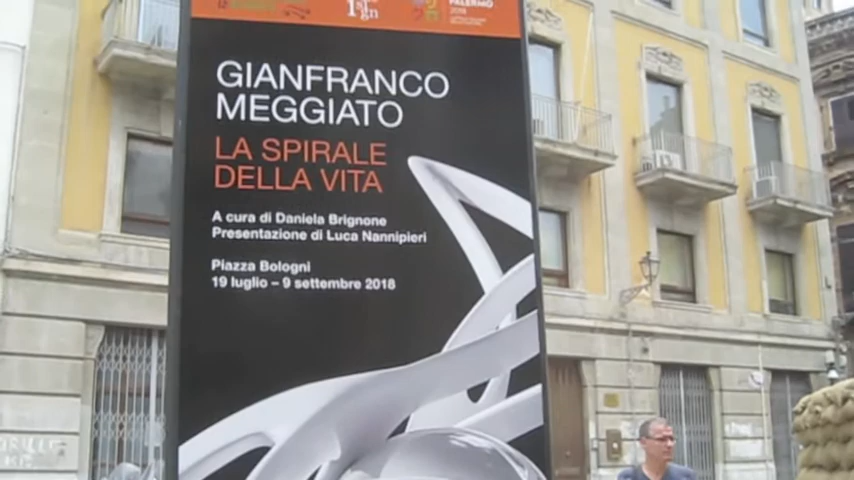 PALERMO
2018
GIANFRANCO
MEGGIATO
LA SPIRALE
DELLA VITA
A cura di Daniela Brignone
Presentazione di Luca Nannipieri
Piazza Bologni
19 luglio – 9 settembre 2018